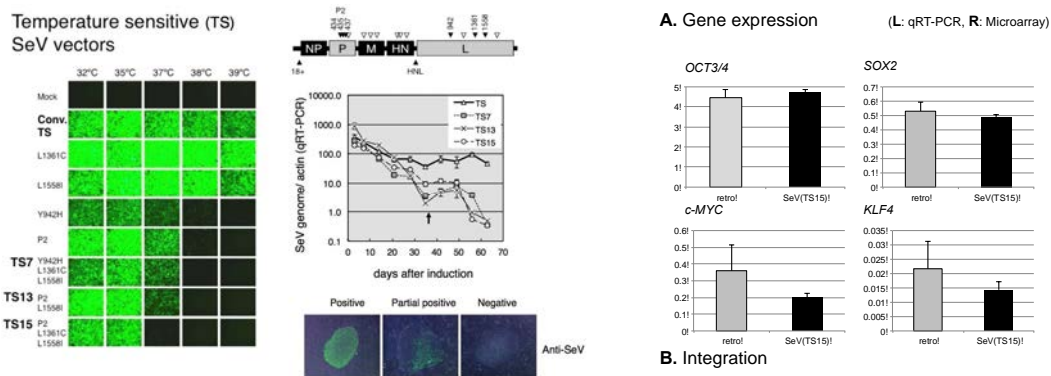 Temperature sensitive (TS)
SeV vectors
32°C 35°C 37°C 38°C 39°C
Mock
Conv.
TS
L1361C
L1558I
Y942H
P2
TS7 Y942H
L1361C
L1558I
TS13 P2
L1558I
TS15 P2
L1361C
L1558I
P2
434 435 437 942 1361 1558
NP P M HN L
18+ HNL
SeV genome/ actin (qRT-PCR)
10000.0
1000.0
100.0
10.0
1.0
0.1
TS
TS7
TS13
TS15
0 10 20 30 40 50 60 70
days after induction
Positive Partial positive Negative
Anti-SeV
A. Gene expression (L: qRT-PCR, R: Microarray)
OCT3/4
5!
4!
3!
2!
1!
0!
retro! SeV(TS15)!
SOX2
0.7!
0.6!
0.5!
0.4!
0.3!
0.2!
0.1!
0!
retro! SeV(TS15)!
c-MYC
0.6!
0.5!
0.4!
0.3!
0.2!
0.1!
0!
retro! SeV(TS15)!
KLF4
0.035!
0.03!
0.025!
0.02!
0.015!
0.01!
0.005!
0!
retro! SeV(TS15)!
B. Integration